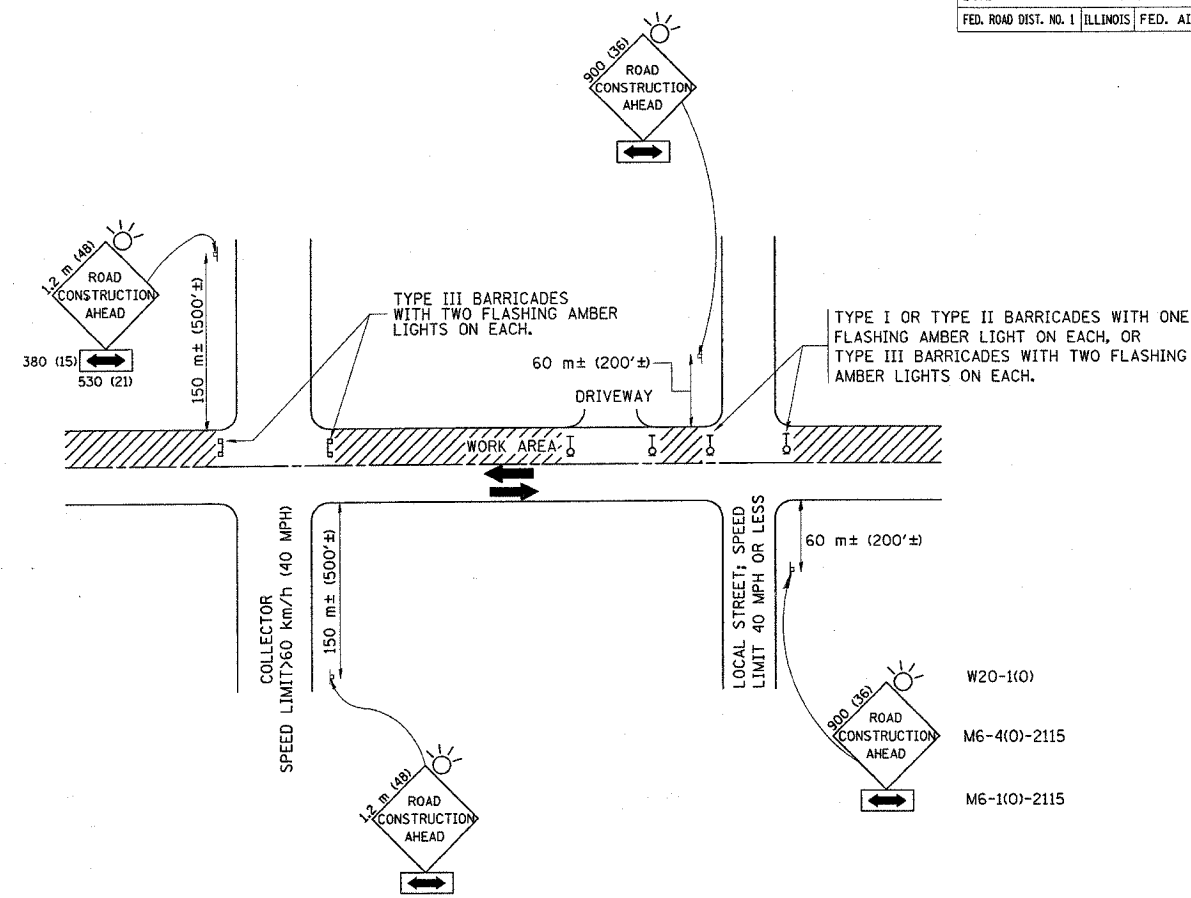 FED. ROAD DIST. NO. 1 ILLINOIS FED. AI
900 (36)
ROAD
CONSTRUCTION
AHEAD
1.2 m (48)
ROAD
CONSTRUCTION
AHEAD
380 (15)
530 (21)
150 m± (500'±)
TYPE III BARRICADES
WITH TWO FLASHING AMBER
LIGHTS ON EACH.
60 m± (200'±)
DRIVEWAY
TYPE I OR TYPE II BARRICADES WITH ONE
FLASHING AMBER LIGHT ON EACH, OR
TYPE III BARRICADES WITH TWO FLASHING
AMBER LIGHTS ON EACH.
WORK AREA
COLLECTOR
SPEED LIMIT>60 km/h (40 MPH)
150 m± (500'±)
LOCAL STREET; SPEED
LIMIT 40 MPH OR LESS
60 m± (200'±)
1.2 m (48)
ROAD
CONSTRUCTION
AHEAD
900 (36)
ROAD
CONSTRUCTION
AHEAD
W20-1(O)
M6-4(O)-2115
M6-1(O)-2115